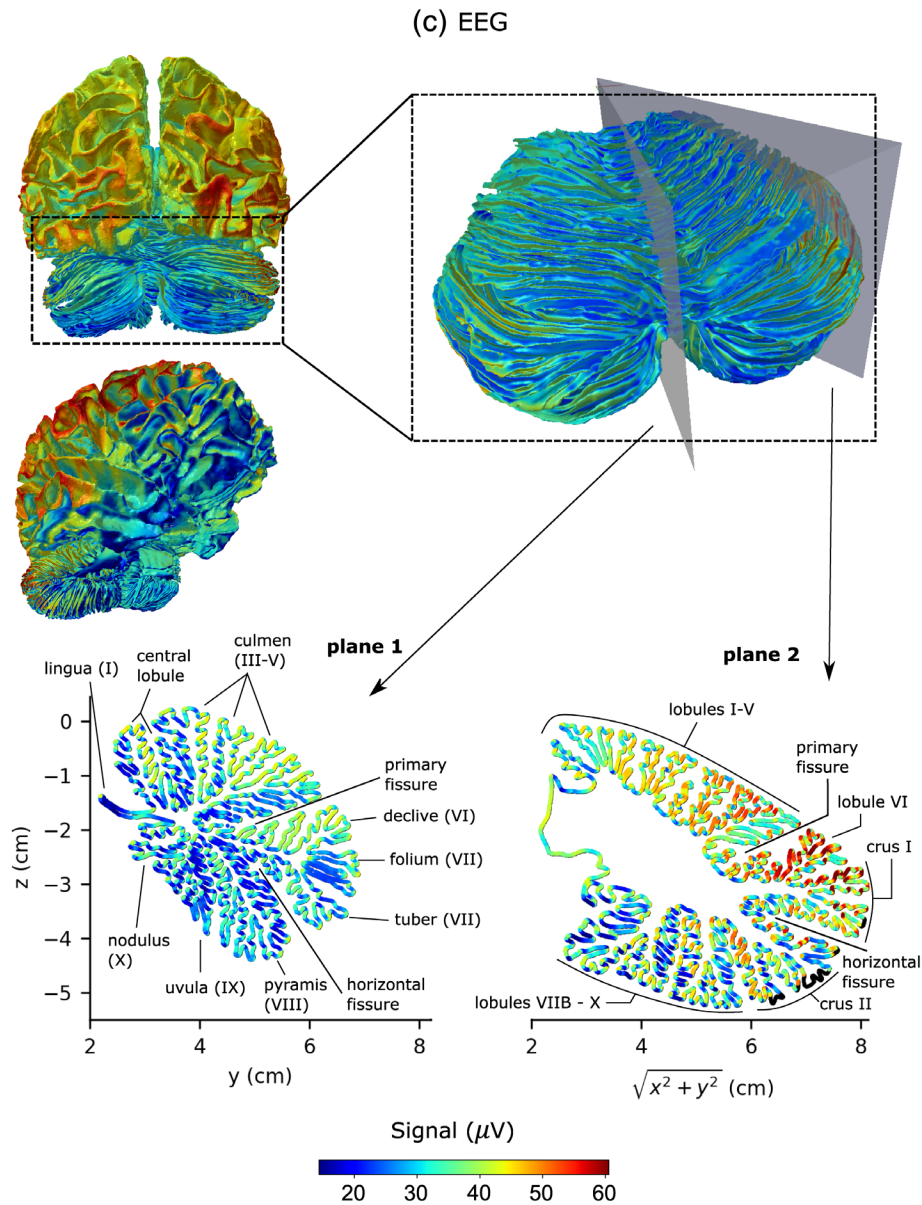 (c) EEG
plane 1
plane 2
lingua (I)
central
lobule
culmen
(III-V)
primary
fissure
declive (VI)
folium (VII)
tuber (VII)
horizontal
fissure
pyramis
(VIII)
uvula (IX)
nodulus
(X)
0
−1
−2
−3
−4
−5
z (cm)
2
4
6
8
y (cm)
lobules I-V
primary
fissure
lobule VI
crus I
horizontal
fissure
crus II
lobules VIIB - X
2
4
6
8
√x² + y² (cm)
Signal (μV)
20
30
40
50
60